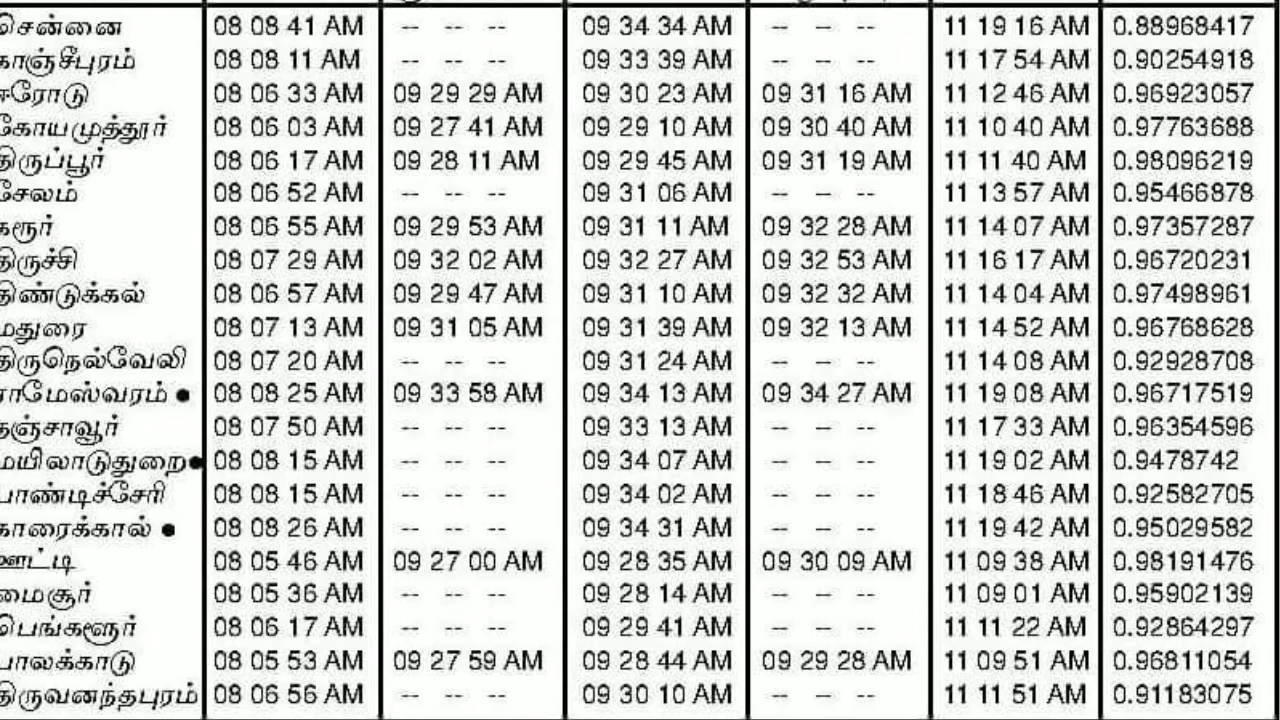 சென்னை 08 08 41 AM -- -- -- 09 34 34 AM -- -- -- 11 19 16 AM 0.88968417
காஞ்சீபுரம் 08 08 11 AM -- -- -- 09 33 39 AM -- -- -- 11 17 54 AM 0.90254918
ஈரோடு 08 06 33 AM 09 29 29 AM 09 30 23 AM 09 31 16 AM 11 12 46 AM 0.96923057
கோயமுத்தூர் 08 06 03 AM 09 27 41 AM 09 29 10 AM 09 30 40 AM 11 10 40 AM 0.97763688
திருப்பூர் 08 06 17 AM 09 28 11 AM 09 29 45 AM 09 31 19 AM 11 11 40 AM 0.98096219
சேலம் 08 06 52 AM -- -- -- 09 31 06 AM -- -- -- 11 13 57 AM 0.95466878
கரூர் 08 06 55 AM 09 29 53 AM 09 31 11 AM 09 32 28 AM 11 14 07 AM 0.97357287
திருச்சி 08 07 29 AM 09 32 02 AM 09 32 27 AM 09 32 53 AM 11 16 17 AM 0.96720231
திண்டுக்கல் 08 06 57 AM 09 29 47 AM 09 31 10 AM 09 32 32 AM 11 14 04 AM 0.97498961
மதுரை 08 07 13 AM 09 31 05 AM 09 31 39 AM 09 32 13 AM 11 14 52 AM 0.96768628
திருநெல்வேலி 08 07 20 AM -- -- -- 09 31 24 AM -- -- -- 11 14 08 AM 0.92928708
ராமேஸ்வரம் ● 08 08 25 AM 09 33 58 AM 09 34 13 AM 09 34 27 AM 11 19 08 AM 0.96717519
தஞ்சாவூர் 08 07 50 AM -- -- -- 09 33 13 AM -- -- -- 11 17 33 AM 0.96354596
மயிலாடுதுறை● 08 08 15 AM -- -- -- 09 34 07 AM -- -- -- 11 19 02 AM 0.9478742
பாண்டிச்சேரி 08 08 15 AM -- -- -- 09 34 02 AM -- -- -- 11 18 46 AM 0.92582705
காரைக்கால் ● 08 08 26 AM -- -- -- 09 34 31 AM -- -- -- 11 19 42 AM 0.95029582
ஊட்டி 08 05 46 AM 09 27 00 AM 09 28 35 AM 09 30 09 AM 11 09 38 AM 0.98191476
மைசூர் 08 05 36 AM -- -- -- 09 28 14 AM -- -- -- 11 09 01 AM 0.95902139
பெங்களூர் 08 06 17 AM -- -- -- 09 29 41 AM -- -- -- 11 11 22 AM 0.92864297
பாலக்காடு 08 05 53 AM 09 27 59 AM 09 28 44 AM 09 29 28 AM 11 09 51 AM 0.96811054
திருவனந்தபுரம் 08 06 56 AM -- -- -- 09 30 10 AM -- -- -- 11 11 51 AM 0.91183075